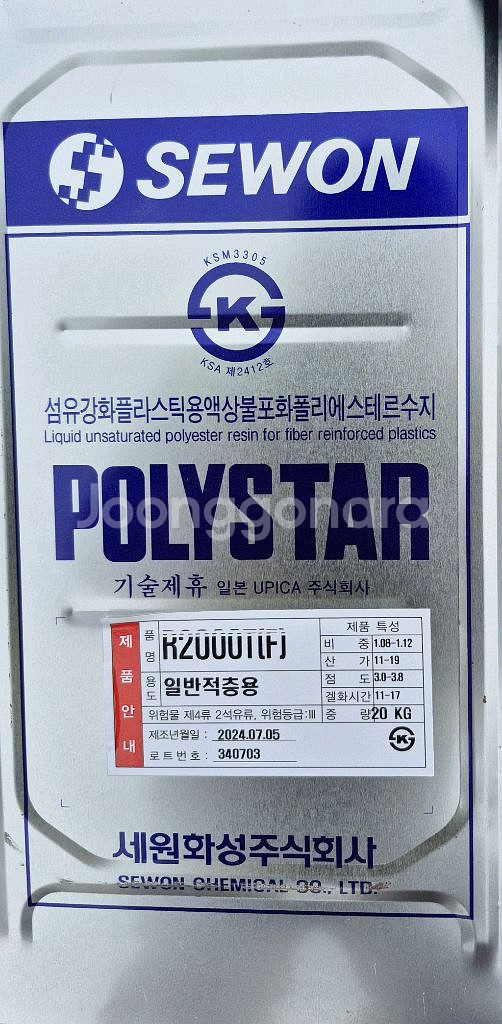 SEWON
KSM3305
K
KSA 제2412호
섬유강화플라스틱용액상불포화폴리에스테르수지
Liquid unsaturated polyester resin for fiber reinforced plastics
POLYSTAR
Joonggonara
기술제휴 일본 UPICA 주식회사
제품안내
품명 R2000T(F)
용도 일반적층용
제품 특성
비 중 1.08-1.12
산 가 11-19
점 도 3.0-3.8
겔화시간 11-17
중 량 20 KG
위험물 제4류 2석유류, 위험등급:Ⅲ
제조년월일 : 2024.07.05
로트번호 : 340703
K
세원화성주식회사
SEWON CHEMICAL CO., LTD.